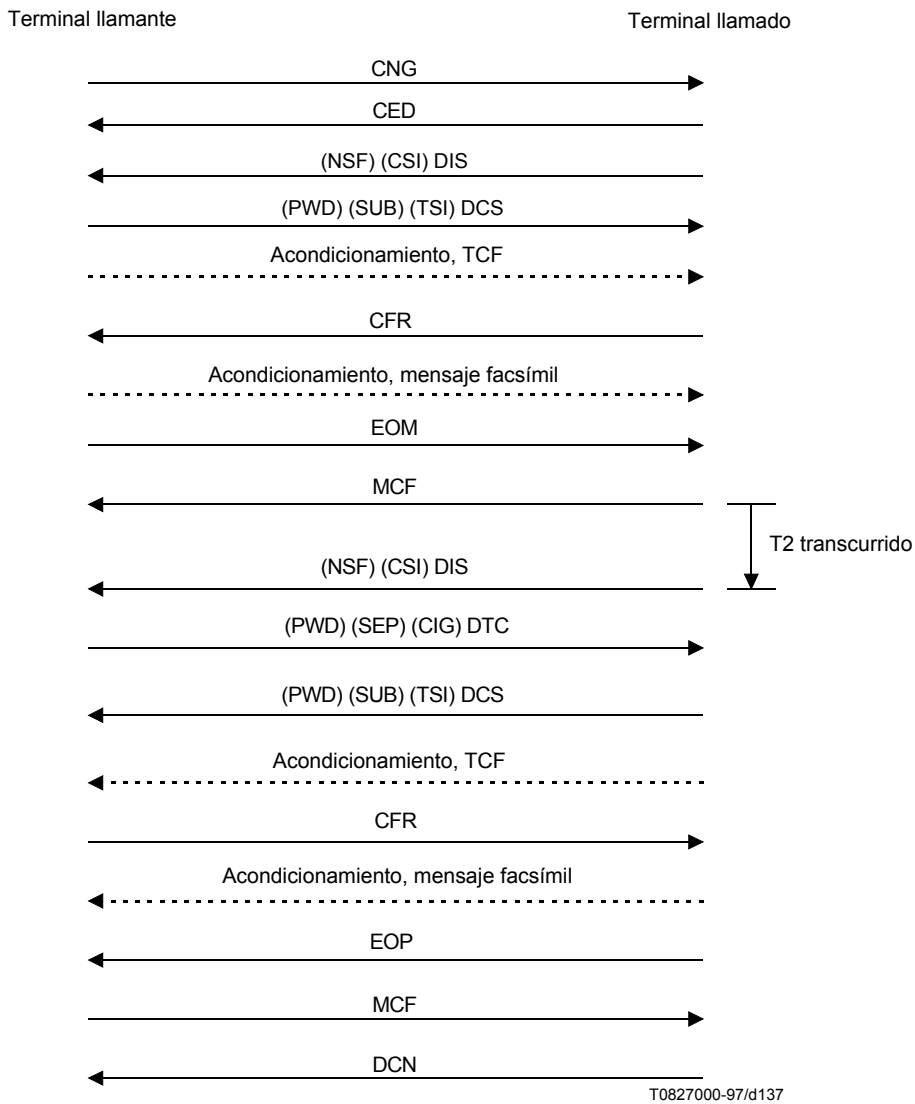 Terminal llamante
Terminal llamado
CNG
CED
(NSF) (CSI) DIS
(PWD) (SUB) (TSI) DCS
Acondicionamiento, TCF
CFR
Acondicionamiento, mensaje facsímil
EOM
MCF
T2 transcurrido
(NSF) (CSI) DIS
(PWD) (SEP) (CIG) DTC
(PWD) (SUB) (TSI) DCS
Acondicionamiento, TCF
CFR
Acondicionamiento, mensaje facsímil
EOP
MCF
DCN
T0827000-97/d137